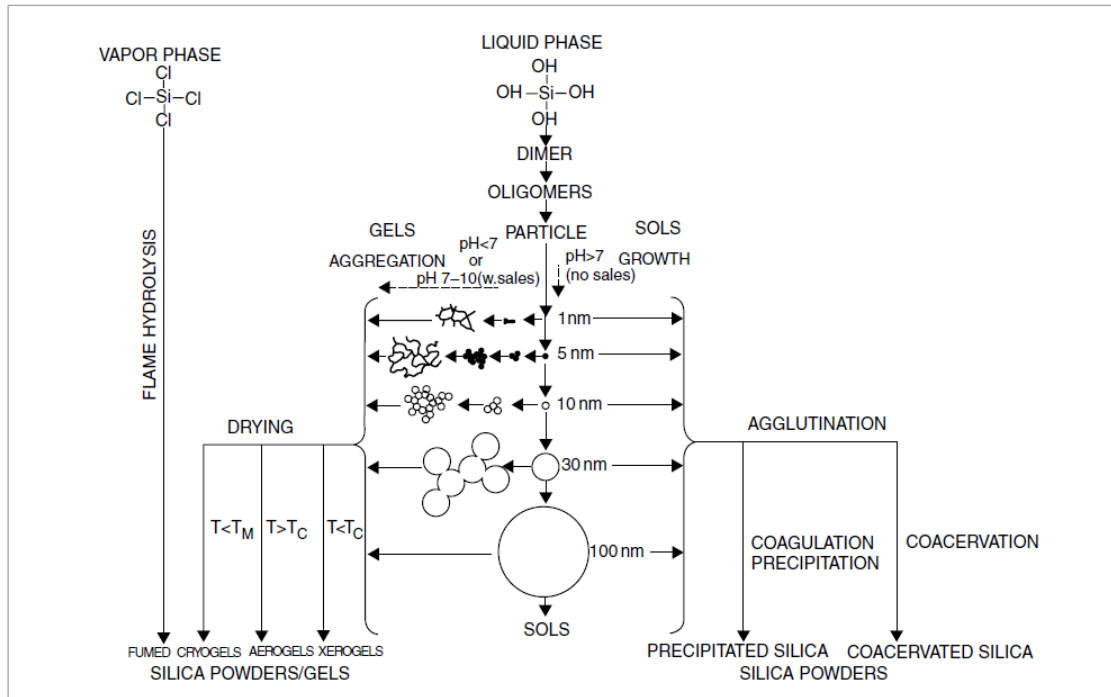 VAPOR PHASE
Cl
Cl–Si–Cl
Cl
LIQUID PHASE
OH
OH –Si–OH
OH
DIMER
OLIGOMERS
PARTICLE
GELS
SOLS
AGGREGATION
pH<7
or
pH 7–10(w.sales)
pH>7
(no sales)
GROWTH
FLAME HYDROLYSIS
1nm
5 nm
10 nm
30 nm
100 nm
SOLS
DRYING
T<TM
T>TC
T<TC
AGGLUTINATION
COAGULATION
PRECIPITATION
COACERVATION
FUMED CRYOGELS AEROGELS XEROGELS
SILICA POWDERS/GELS
PRECIPITATED SILICA COACERVATED SILICA
SILICA POWDERS